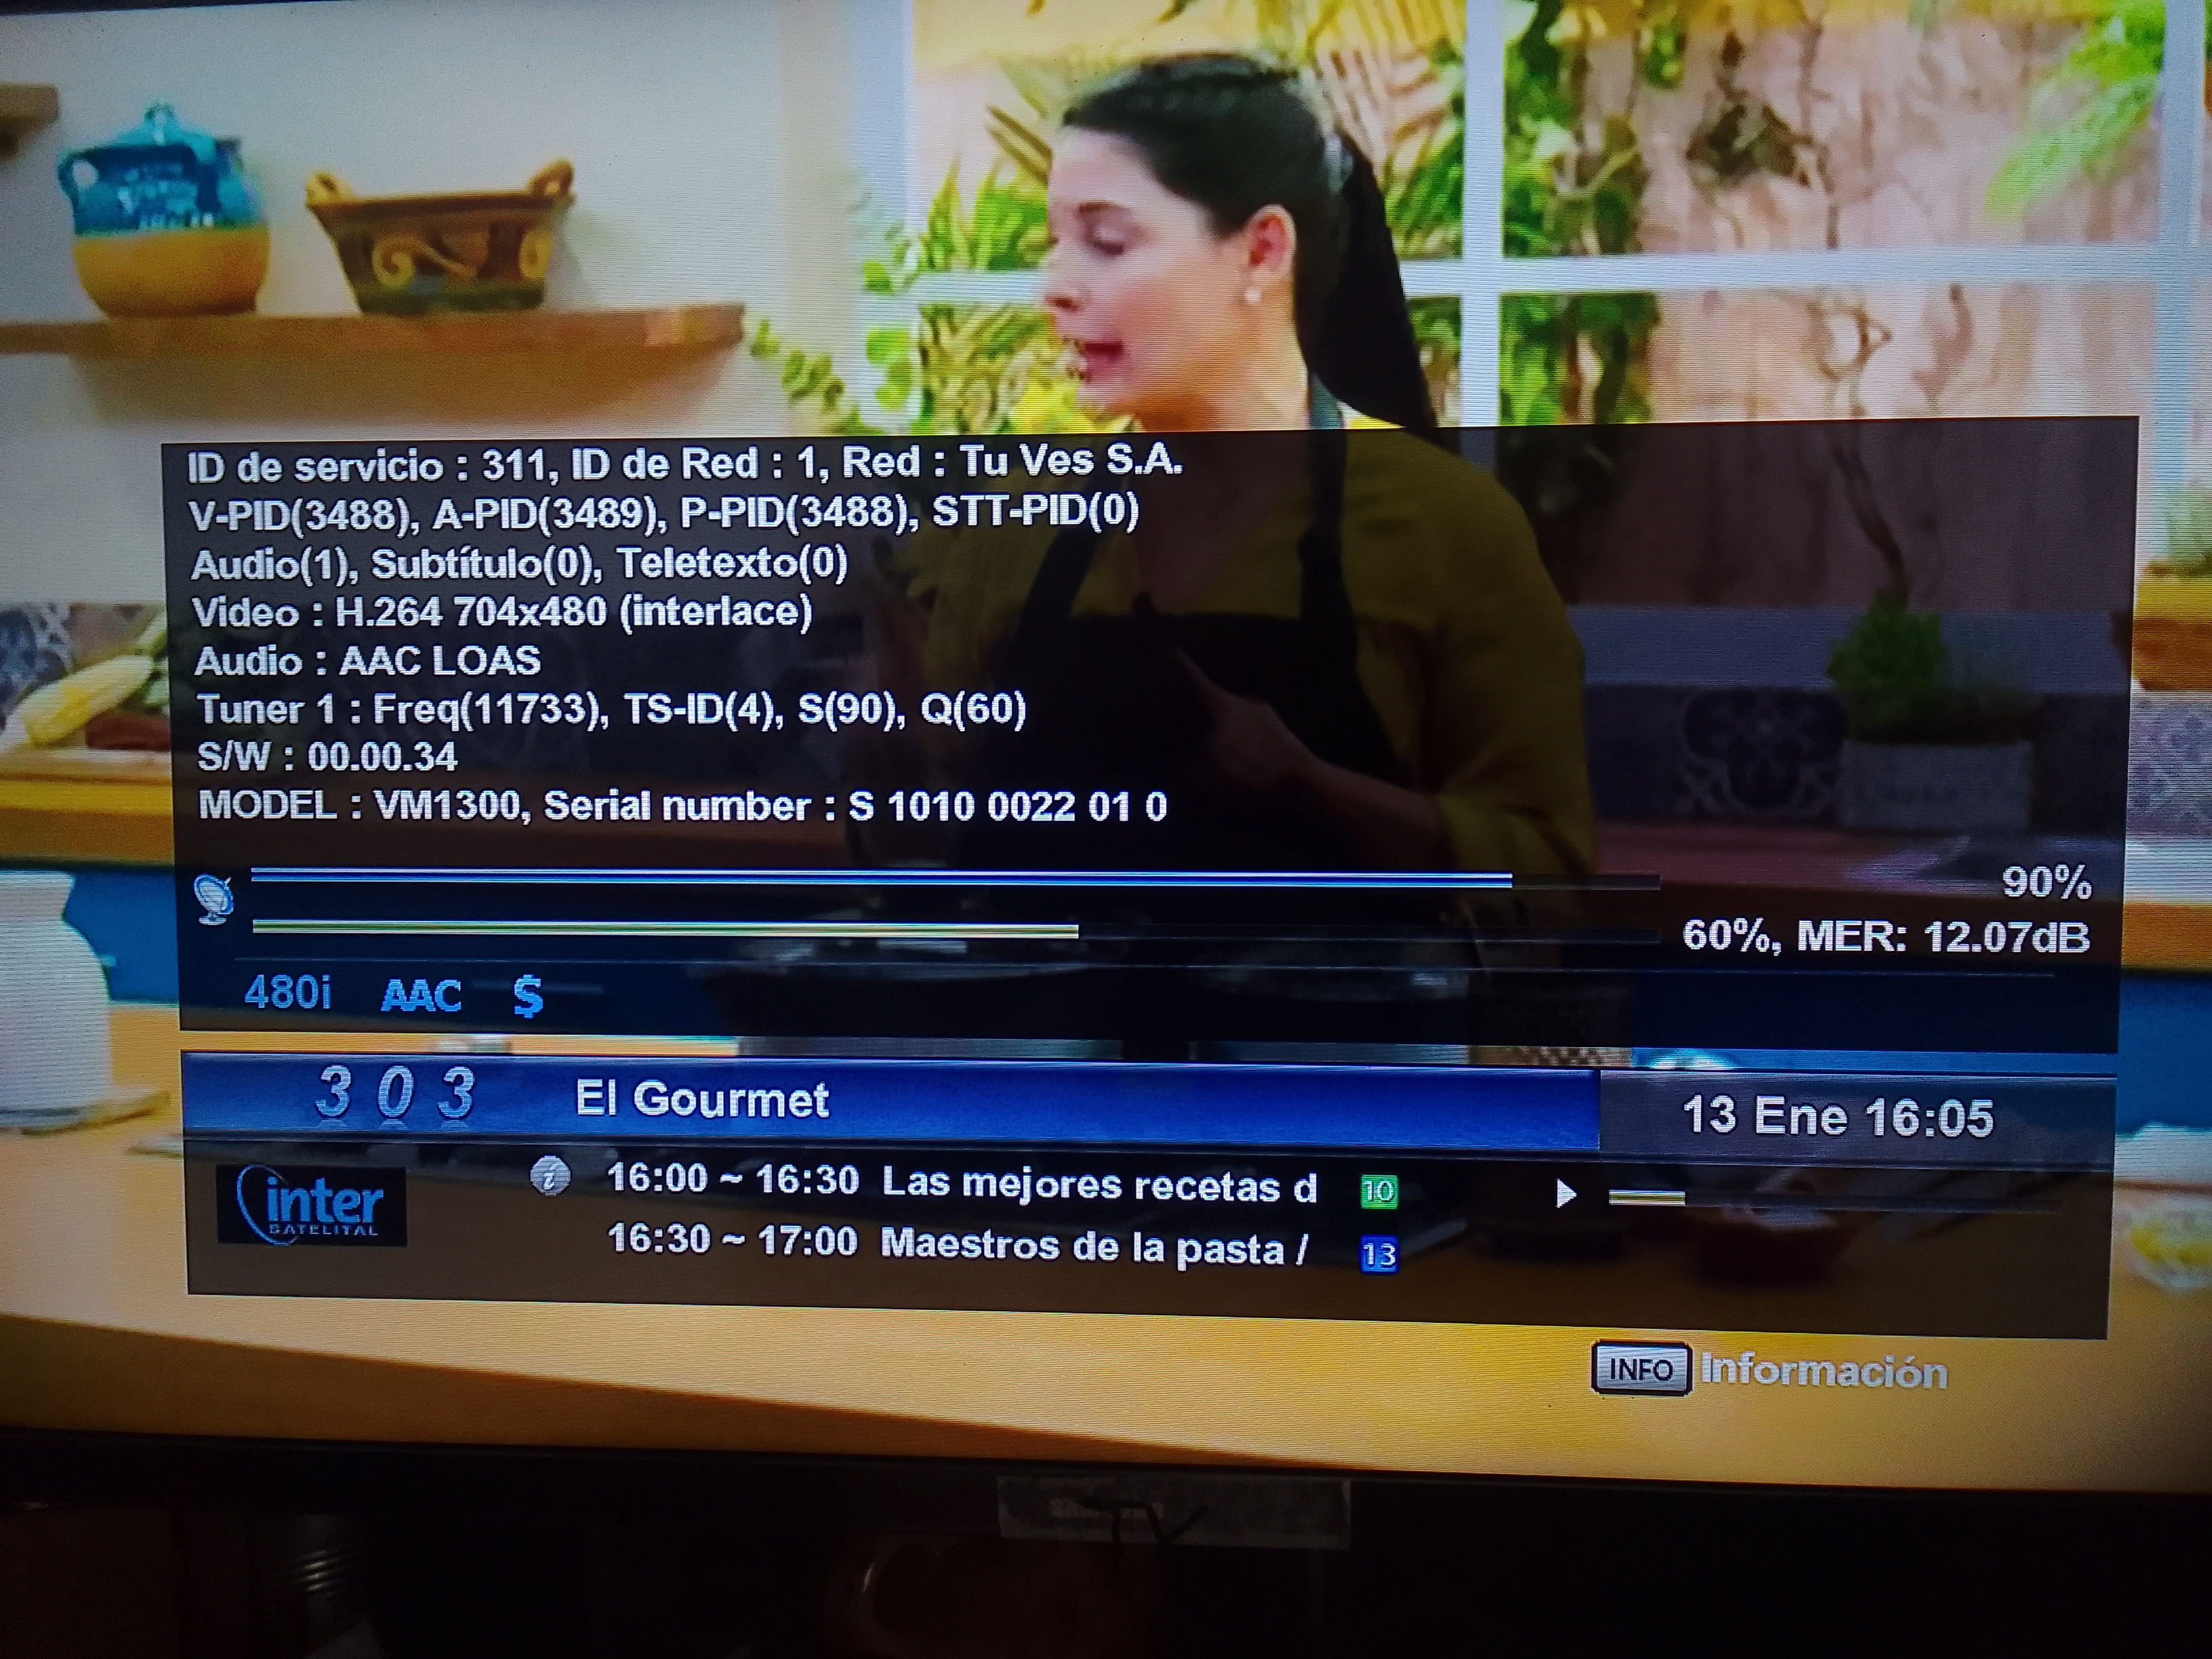 ID de servicio : 311, ID de Red : 1, Red : Tu Ves S.A.
V-PID(3488), A-PID(3489), P-PID(3488), STT-PID(0)
Audio(1), Subtítulo(0), Teletexto(0)
Video : H.264 704x480 (interlace)
Audio : AAC LOAS
Tuner 1 : Freq(11733), TS-ID(4), S(90), Q(60)
S/W : 00.00.34
MODEL : VM1300, Serial number : S 1010 0022 01 0
90%
60%, MER: 12.07dB
480i AAC $
303 El Gourmet 13 Ene 16:05
inter
SATELITAL
i 16:00 ~ 16:30 Las mejores recetas d 10
16:30 ~ 17:00 Maestros de la pasta / 13
INFO Información
TV